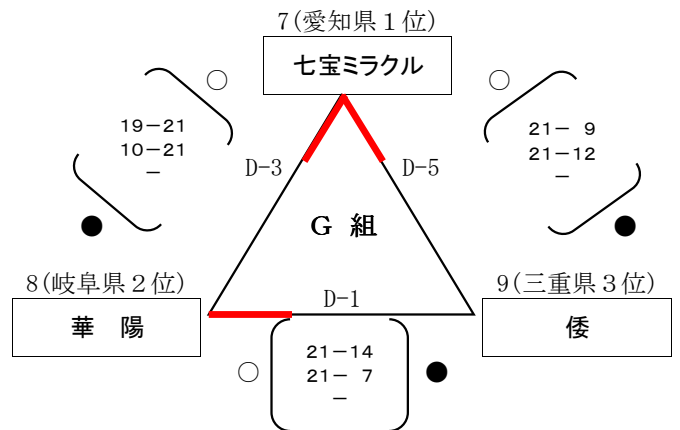 7(愛知県１位)
七宝ミラクル
○
○
19－21
10－21
－
21－ 9
21－12
－
D-3
D-5
●
●
Ｇ 組
8(岐阜県２位)
9(三重県３位)
D-1
華　陽
倭
21－14
21－ 7
－
○
●